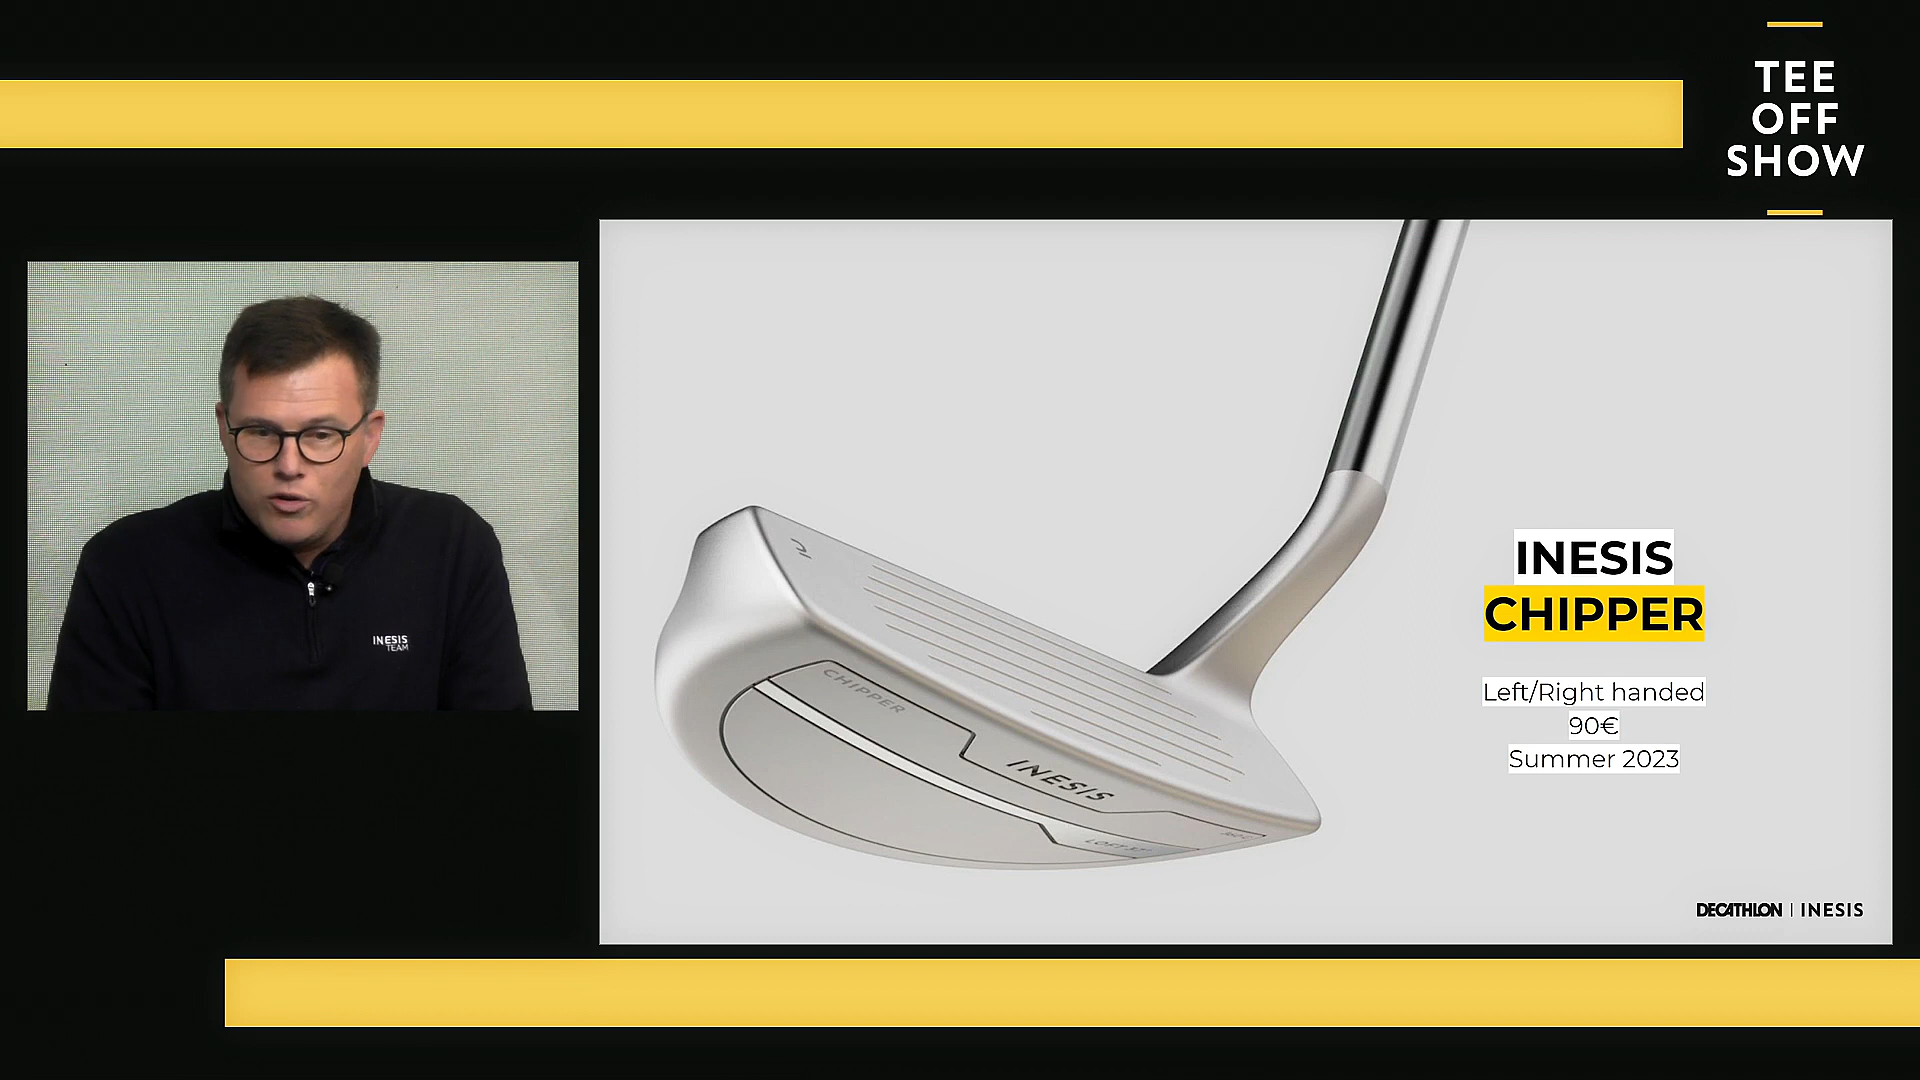 TEE
OFF
SHOW
INESIS
TEAM
CHIPPER
INESIS
INESIS
CHIPPER
Left/Right handed
90€
Summer 2023
DECATHLON | INESIS